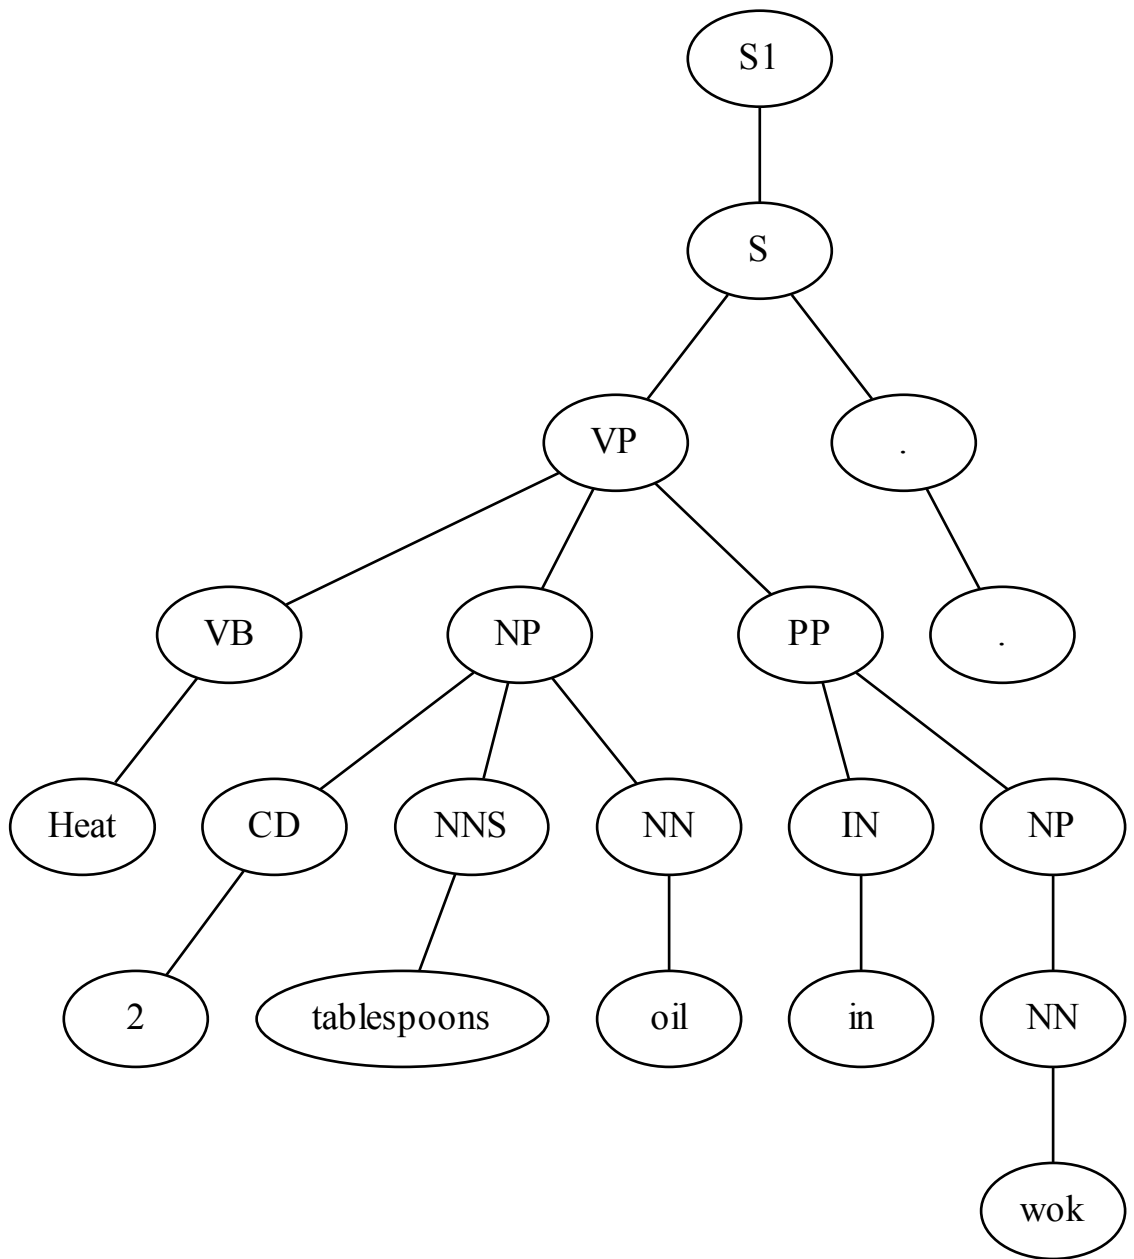 S1
S
VP .
VB NP PP .
Heat CD NNS NN IN NP
2 tablespoons oil in NN
wok